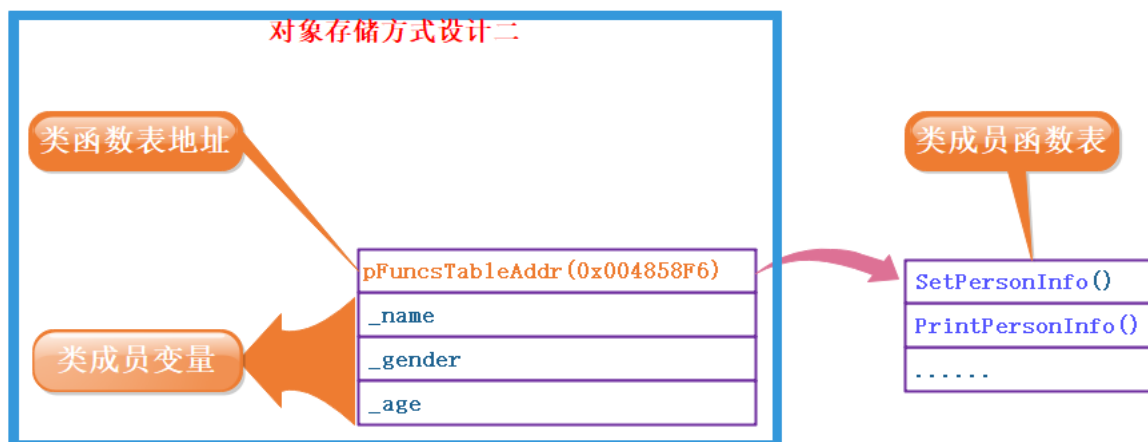 对象存储方式设计二
类函数表地址
类成员函数表
pFuncsTableAddr(0x004858F6)
_name
_gender
_age
类成员变量
SetPersonInfo()
PrintPersonInfo()
......